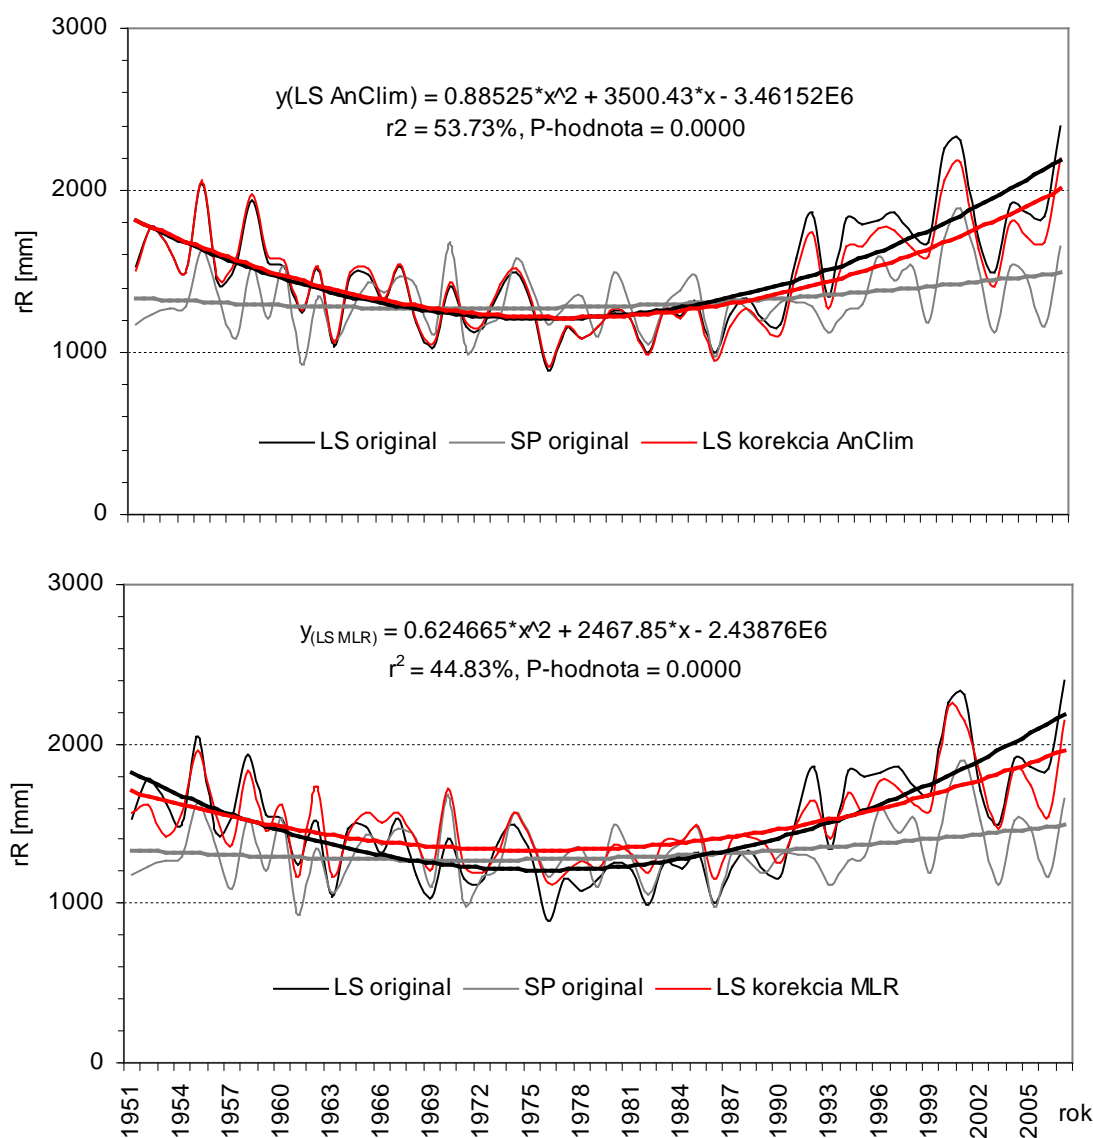 3000
y(LS AnClim) = 0.88525*x^2 + 3500.43*x - 3.46152E6
r2 = 53.73%, P-hodnota = 0.0000
2000
rR [mm]
1000
LS original SP original LS korekcia AnClim
0
3000
y(LS MLR) = 0.624665*x^2 + 2467.85*x - 2.43876E6
r² = 44.83%, P-hodnota = 0.0000
2000
rR [mm]
1000
LS original SP original LS korekcia MLR
0
1951 1954 1957 1960 1963 1966 1969 1972 1975 1978 1981 1984 1987 1990 1993 1996 1999 2002 2005 rok